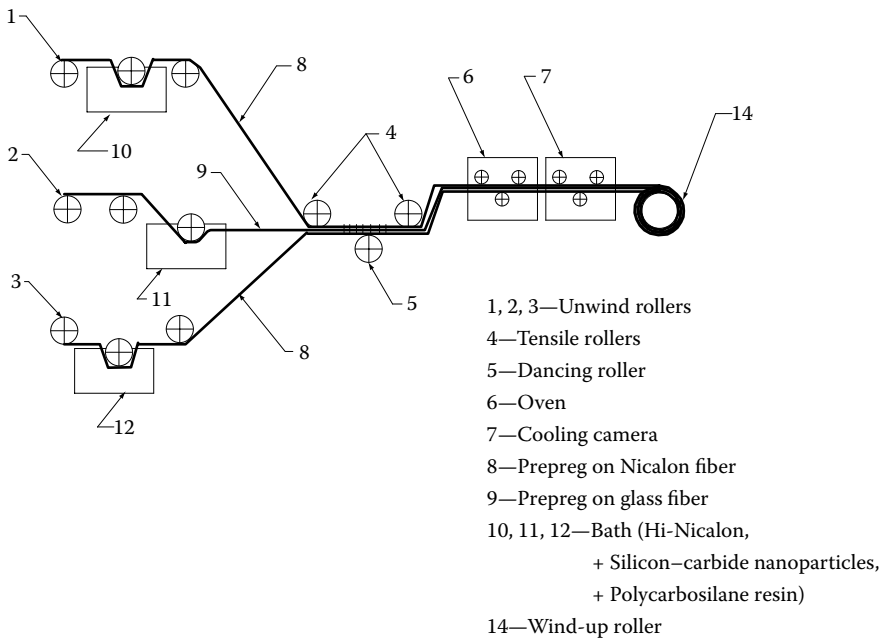 1
8
6
7
14
10
4
2
9
3
11
5
8
12
1, 2, 3—Unwind rollers
4—Tensile rollers
5—Dancing roller
6—Oven
7—Cooling camera
8—Prepreg on Nicalon fiber
9—Prepreg on glass fiber
10, 11, 12—Bath (Hi-Nicalon,
+ Silicon–carbide nanoparticles,
+ Polycarbosilane resin)
14—Wind-up roller